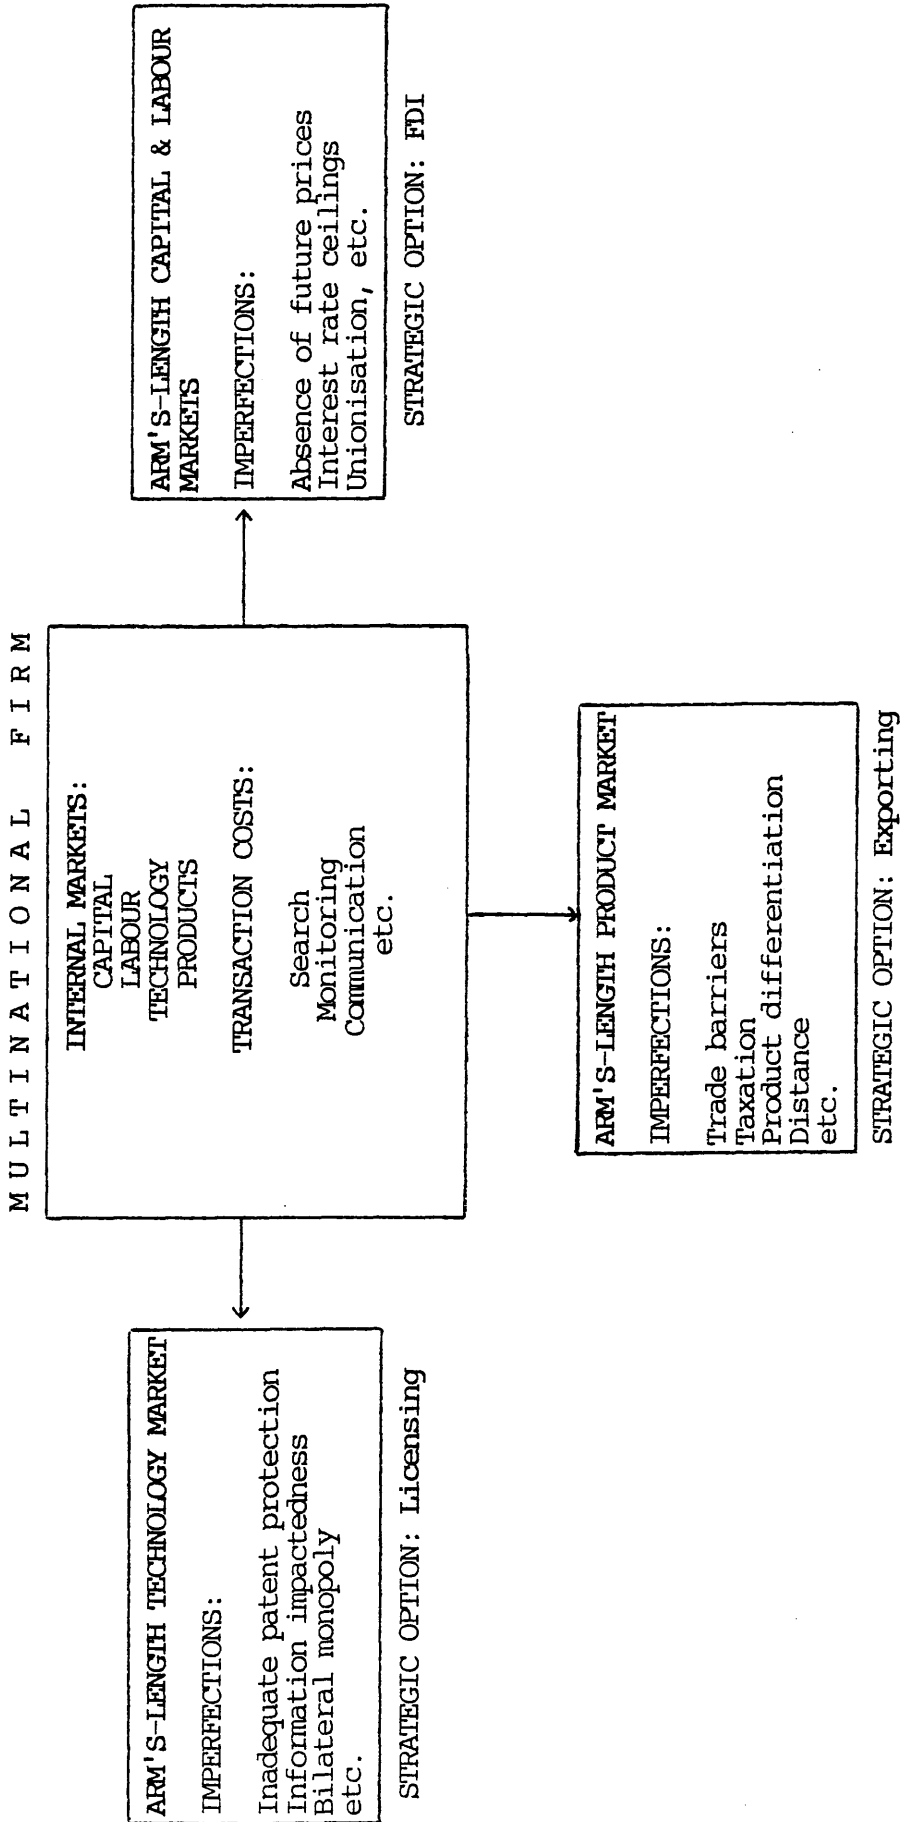 MULTINATIONAL FIRM
ARM'S-LENGTH TECHNOLOGY MARKET
IMPERFECTIONS:
Inadequate patent protection
Information impactedness
Bilateral monopoly
etc.
STRATEGIC OPTION: Licensing
INTERNAL MARKETS:
CAPITAL
LABOUR
TECHNOLOGY
PRODUCTS
TRANSACTION COSTS:
Search
Monitoring
Communication
etc.
ARM'S-LENGTH CAPITAL & LABOUR
MARKETS
IMPERFECTIONS:
Absence of future prices
Interest rate ceilings
Unionisation, etc.
STRATEGIC OPTION: FDI
ARM'S-LENGTH PRODUCT MARKET
IMPERFECTIONS:
Trade barriers
Taxation
Product differentiation
Distance
etc.
STRATEGIC OPTION: Exporting